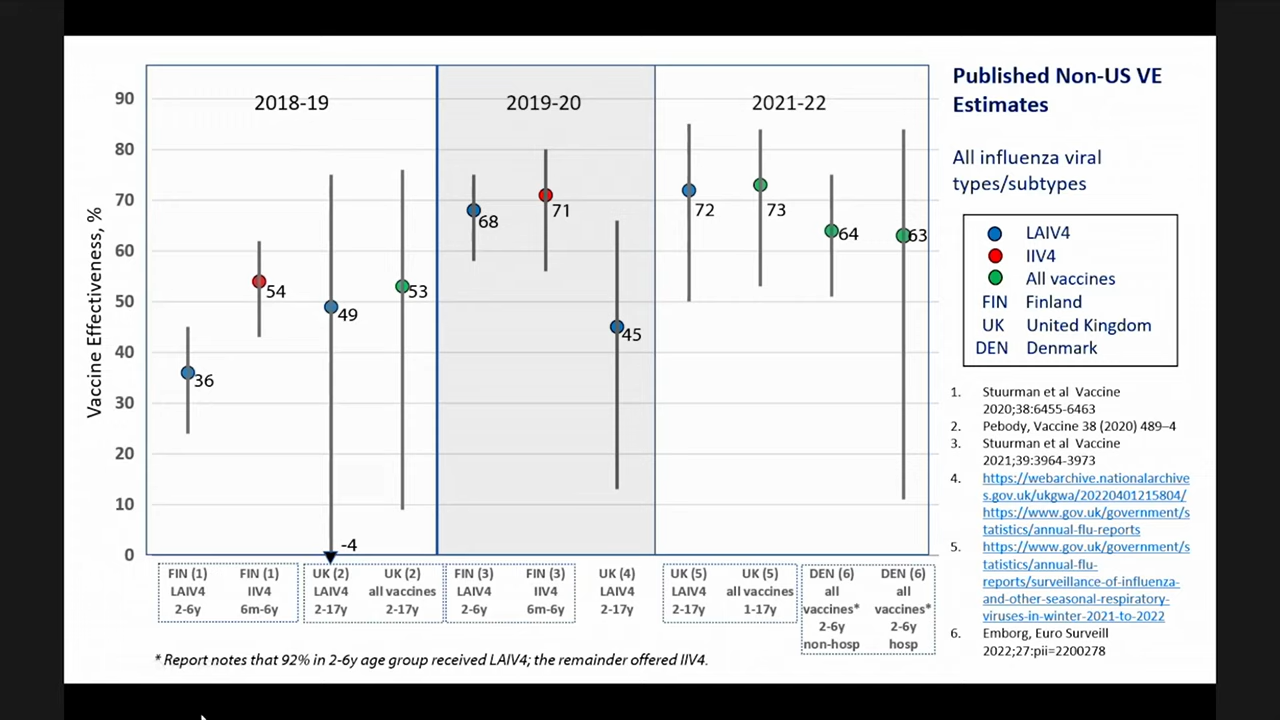 2018-19
2019-20
2021-22
Vaccine Effectiveness, %
90
80
70
60
50
40
30
20
10
0
36
54
49
-4
53
68
71
45
72
73
64
63
FIN (1)
LAIV4
2-6y
FIN (1)
IIV4
6m-6y
UK (2)
LAIV4
2-17y
UK (2)
all vaccines
2-17y
FIN (3)
LAIV4
2-6y
FIN (3)
IIV4
6m-6y
UK (4)
LAIV4
2-17y
UK (5)
LAIV4
2-17y
UK (5)
all vaccines
1-17y
DEN (6)
all
vaccines*
2-6y
non-hosp
DEN (6)
all
vaccines*
2-6y
hosp
* Report notes that 92% in 2-6y age group received LAIV4; the remainder offered IIV4.
Published Non-US VE
Estimates
All influenza viral
types/subtypes
LAIV4
IIV4
All vaccines
FIN Finland
UK United Kingdom
DEN Denmark
1. Stuurman et al Vaccine
2020;38:6455-6463
2. Pebody, Vaccine 38 (2020) 489–4
3. Stuurman et al Vaccine
2021;39:3964-3973
4. https://webarchive.nationalarchive
s.gov.uk/ukgwa/20220401215804/
https://www.gov.uk/government/s
tatistics/annual-flu-reports
5. https://www.gov.uk/government/s
tatistics/annual-flu-
reports/surveillance-of-influenza-
and-other-seasonal-respiratory-
viruses-in-winter-2021-to-2022
6. Emborg, Euro Surveill
2022;27:pii=2200278